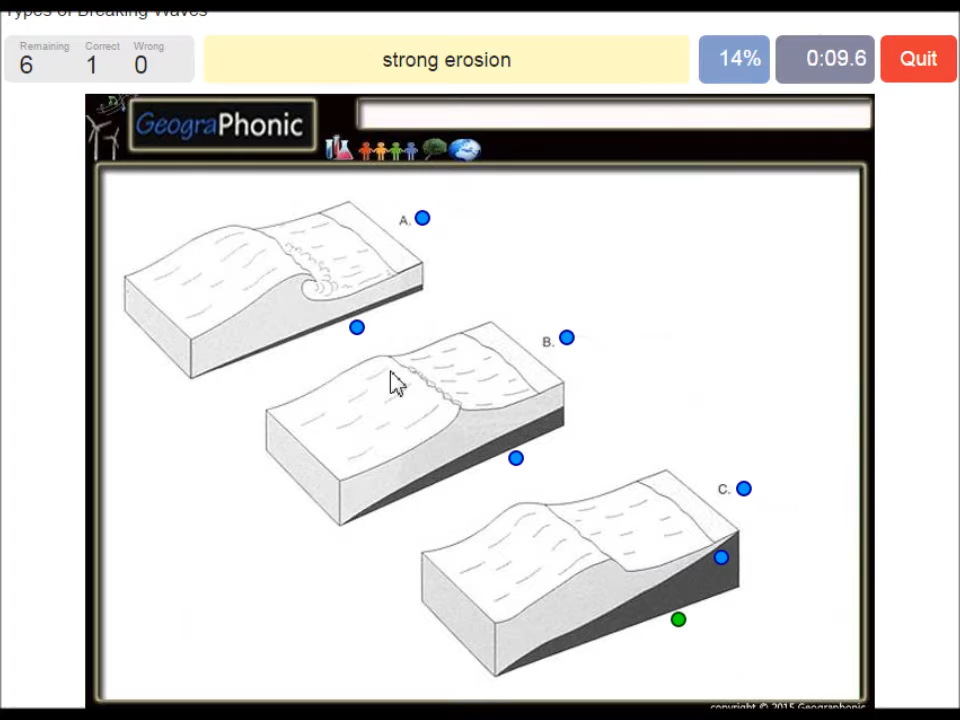 Types of Breaking Waves
Remaining Correct Wrong
6 1 0
strong erosion
14%
0:09.6
Quit
GeograPhonic
A.
B.
C.
copyright © 2015 Geographonic